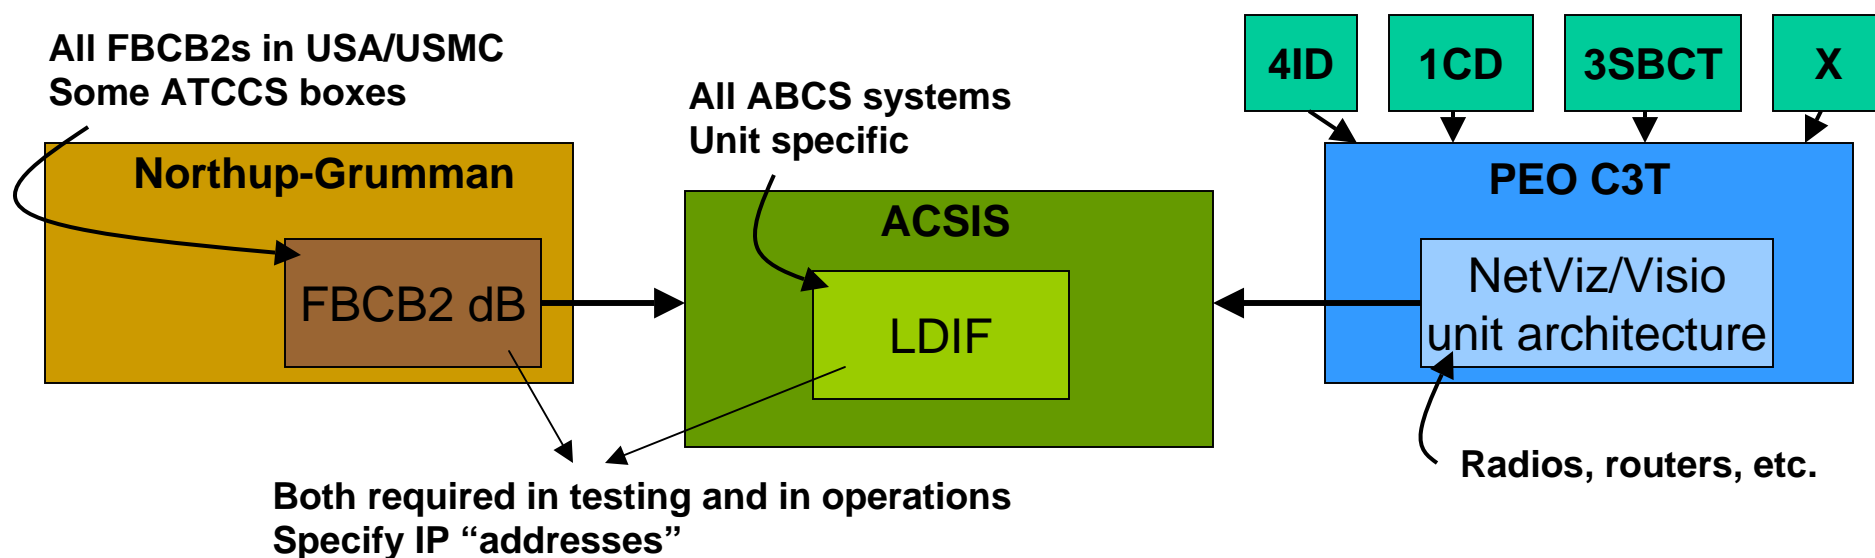 All FBCB2s in USA/USMC
Some ATCCS boxes
Northup-Grumman
FBCB2 dB
All ABCS systems
Unit specific
ACSIS
LDIF
4ID
1CD
3SBCT
X
PEO C3T
NetViz/Visio
unit architecture
Radios, routers, etc.
Both required in testing and in operations
Specify IP “addresses”